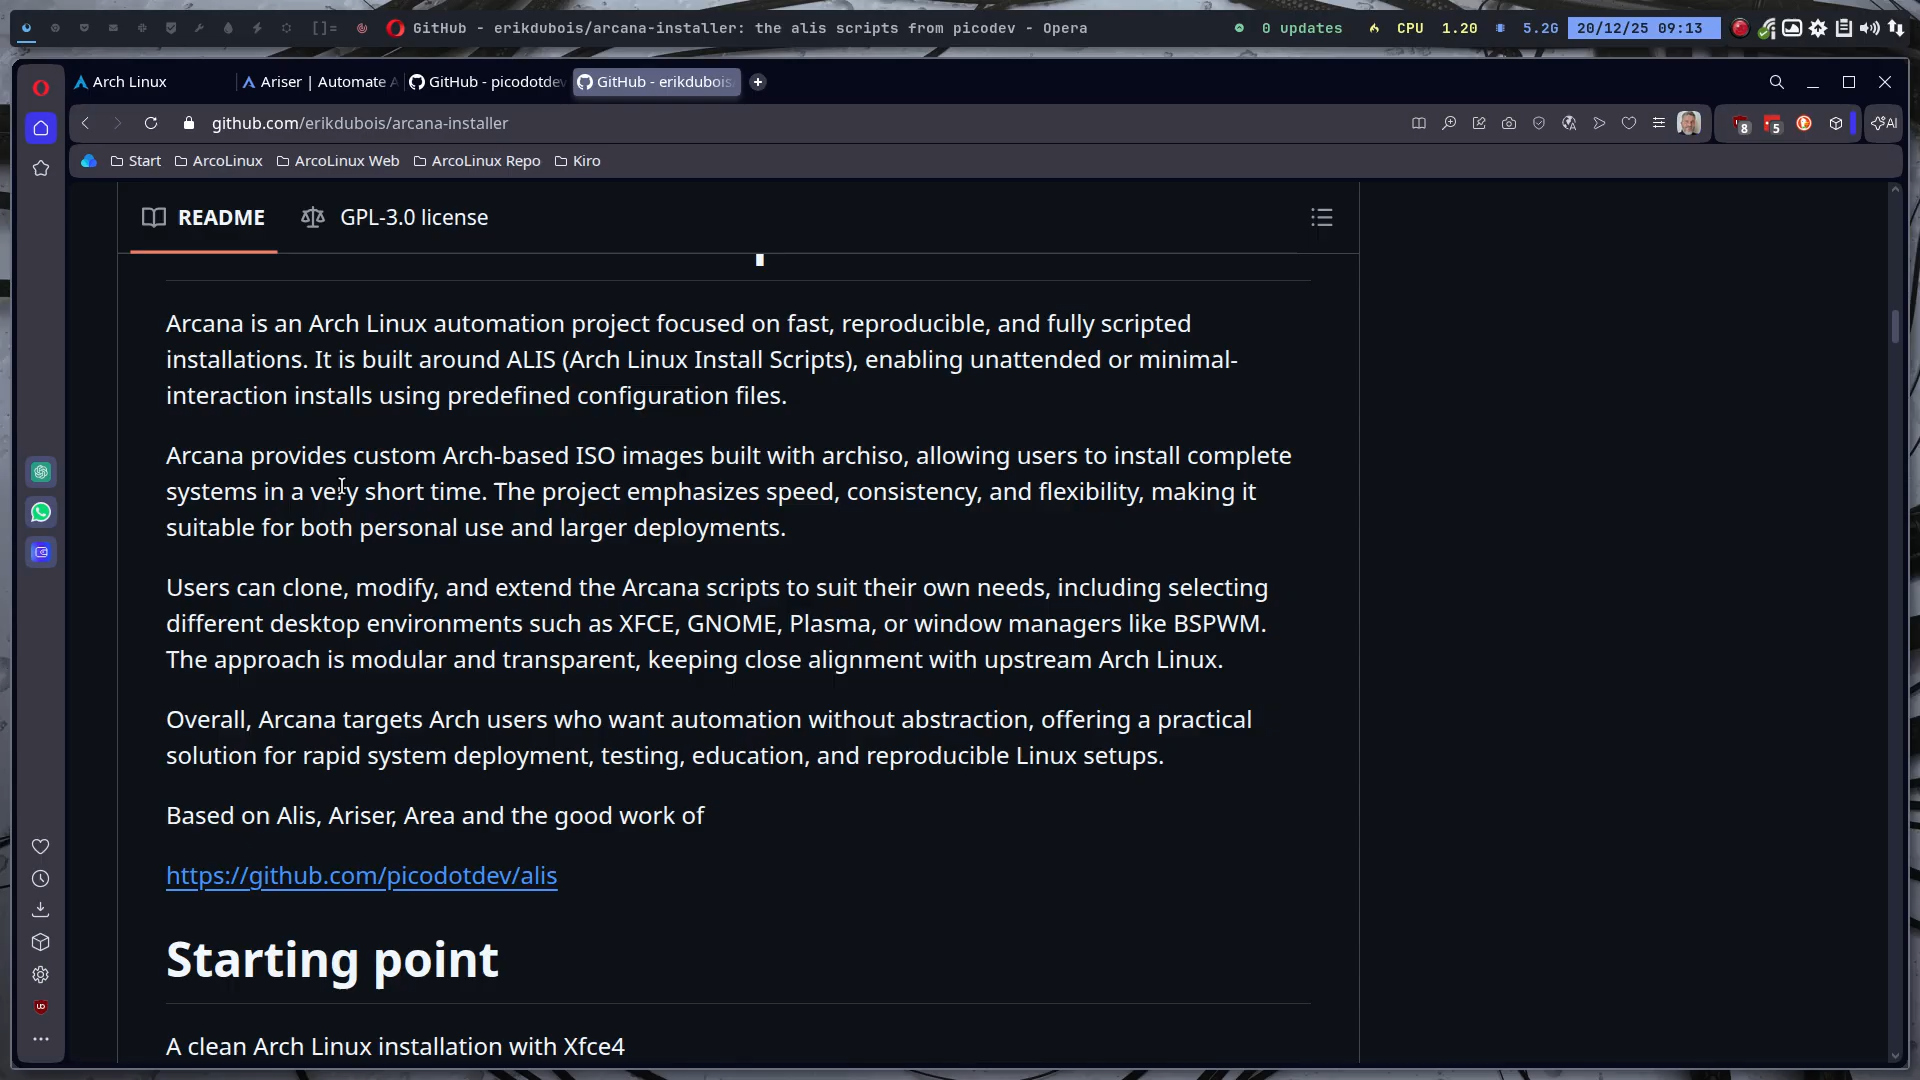 []= GitHub - erikdubois/arcana-installer: the alis scripts from picodev - Opera 0 updates CPU 1.20 5.2G 20/12/25 09:13
Arch Linux Ariser | Automate A GitHub - picodotdev GitHub - erikdubois
github.com/erikdubois/arcana-installer 8 5 AI
Start ArcoLinux ArcoLinux Web ArcoLinux Repo Kiro
README GPL-3.0 license
Arcana is an Arch Linux automation project focused on fast, reproducible, and fully scripted
installations. It is built around ALIS (Arch Linux Install Scripts), enabling unattended or minimal-
interaction installs using predefined configuration files.
Arcana provides custom Arch-based ISO images built with archiso, allowing users to install complete
systems in a very short time. The project emphasizes speed, consistency, and flexibility, making it
suitable for both personal use and larger deployments.
Users can clone, modify, and extend the Arcana scripts to suit their own needs, including selecting
different desktop environments such as XFCE, GNOME, Plasma, or window managers like BSPWM.
The approach is modular and transparent, keeping close alignment with upstream Arch Linux.
Overall, Arcana targets Arch users who want automation without abstraction, offering a practical
solution for rapid system deployment, testing, education, and reproducible Linux setups.
Based on Alis, Ariser, Area and the good work of
https://github.com/picodotdev/alis
Starting point
A clean Arch Linux installation with Xfce4